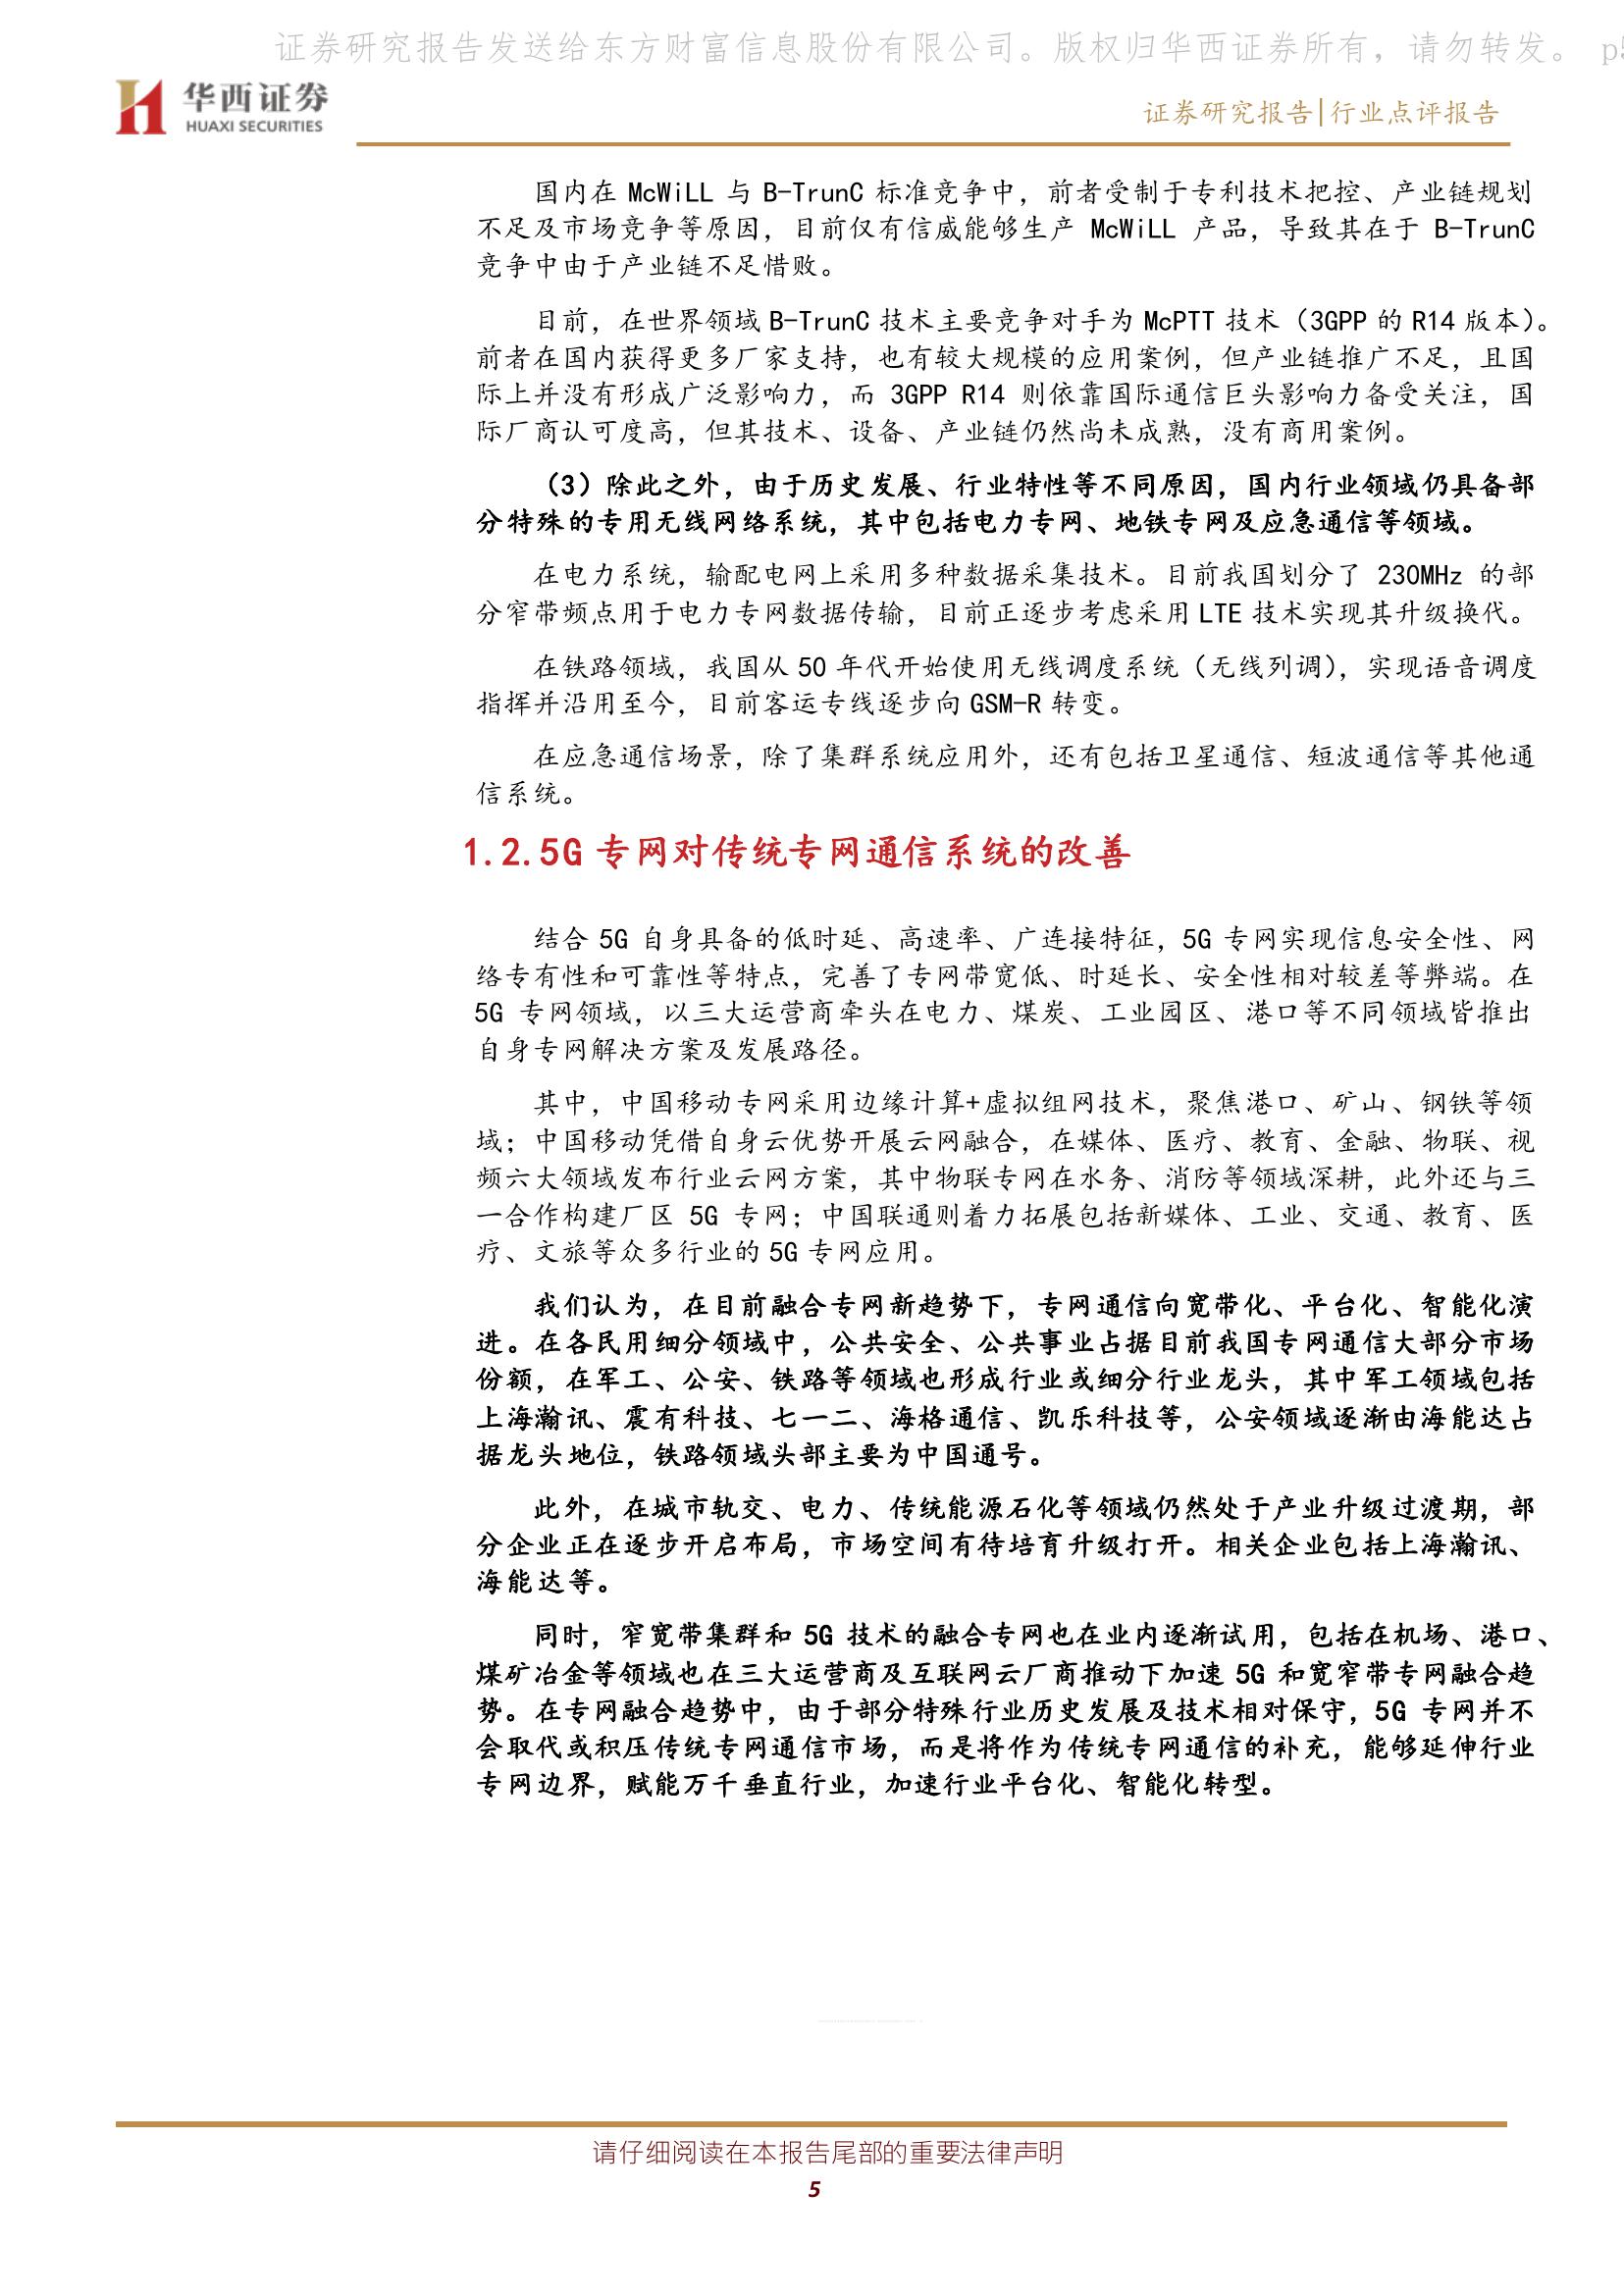 证券研究报告发送给东方财富信息股份有限公司。版权归华西证券所有，请勿转发。 p5
华西证券
HUAXI SECURITIES
证券研究报告|行业点评报告
国内在 McWiLL 与 B-TrunC 标准竞争中，前者受制于专利技术把控、产业链规划
不足及市场竞争等原因，目前仅有信威能够生产 McWiLL 产品，导致其在于 B-TrunC
竞争中由于产业链不足惜败。
目前，在世界领域 B-TrunC 技术主要竞争对手为 McPTT 技术（3GPP 的 R14 版本）。
前者在国内获得更多厂家支持，也有较大规模的应用案例，但产业链推广不足，且国
际上并没有形成广泛影响力，而 3GPP R14 则依靠国际通信巨头影响力备受关注，国
际厂商认可度高，但其技术、设备、产业链仍然尚未成熟，没有商用案例。
（3）除此之外，由于历史发展、行业特性等不同原因，国内行业领域仍具备部
分特殊的专用无线网络系统，其中包括电力专网、地铁专网及应急通信等领域。
在电力系统，输配电网上采用多种数据采集技术。目前我国划分了 230MHz 的部
分窄带频点用于电力专网数据传输，目前正逐步考虑采用 LTE 技术实现其升级换代。
在铁路领域，我国从 50 年代开始使用无线调度系统（无线列调），实现语音调度
指挥并沿用至今，目前客运专线逐步向 GSM-R 转变。
在应急通信场景，除了集群系统应用外，还有包括卫星通信、短波通信等其他通
信系统。
1.2.5G 专网对传统专网通信系统的改善
结合 5G 自身具备的低时延、高速率、广连接特征，5G 专网实现信息安全性、网
络专有性和可靠性等特点，完善了专网带宽低、时延长、安全性相对较差等弊端。在
5G 专网领域，以三大运营商牵头在电力、煤炭、工业园区、港口等不同领域皆推出
自身专网解决方案及发展路径。
其中，中国移动专网采用边缘计算+虚拟组网技术，聚焦港口、矿山、钢铁等领
域；中国移动凭借自身云优势开展云网融合，在媒体、医疗、教育、金融、物联、视
频六大领域发布行业云网方案，其中物联专网在水务、消防等领域深耕，此外还与三
一合作构建厂区 5G 专网；中国联通则着力拓展包括新媒体、工业、交通、教育、医
疗、文旅等众多行业的 5G 专网应用。
我们认为，在目前融合专网新趋势下，专网通信向宽带化、平台化、智能化演
进。在各民用细分领域中，公共安全、公共事业占据目前我国专网通信大部分市场
份额，在军工、公安、铁路等领域也形成行业或细分行业龙头，其中军工领域包括
上海瀚讯、震有科技、七一二、海格通信、凯乐科技等，公安领域逐渐由海能达占
据龙头地位，铁路领域头部主要为中国通号。
此外，在城市轨交、电力、传统能源石化等领域仍然处于产业升级过渡期，部
分企业正在逐步开启布局，市场空间有待培育升级打开。相关企业包括上海瀚讯、
海能达等。
同时，窄宽带集群和 5G 技术的融合专网也在业内逐渐试用，包括在机场、港口、
煤矿冶金等领域也在三大运营商及互联网云厂商推动下加速 5G 和宽窄带专网融合趋
势。在专网融合趋势中，由于部分特殊行业历史发展及技术相对保守，5G 专网并不
会取代或积压传统专网通信市场，而是将作为传统专网通信的补充，能够延伸行业
专网边界，赋能万千垂直行业，加速行业平台化、智能化转型。
请仔细阅读在本报告尾部的重要法律声明
5